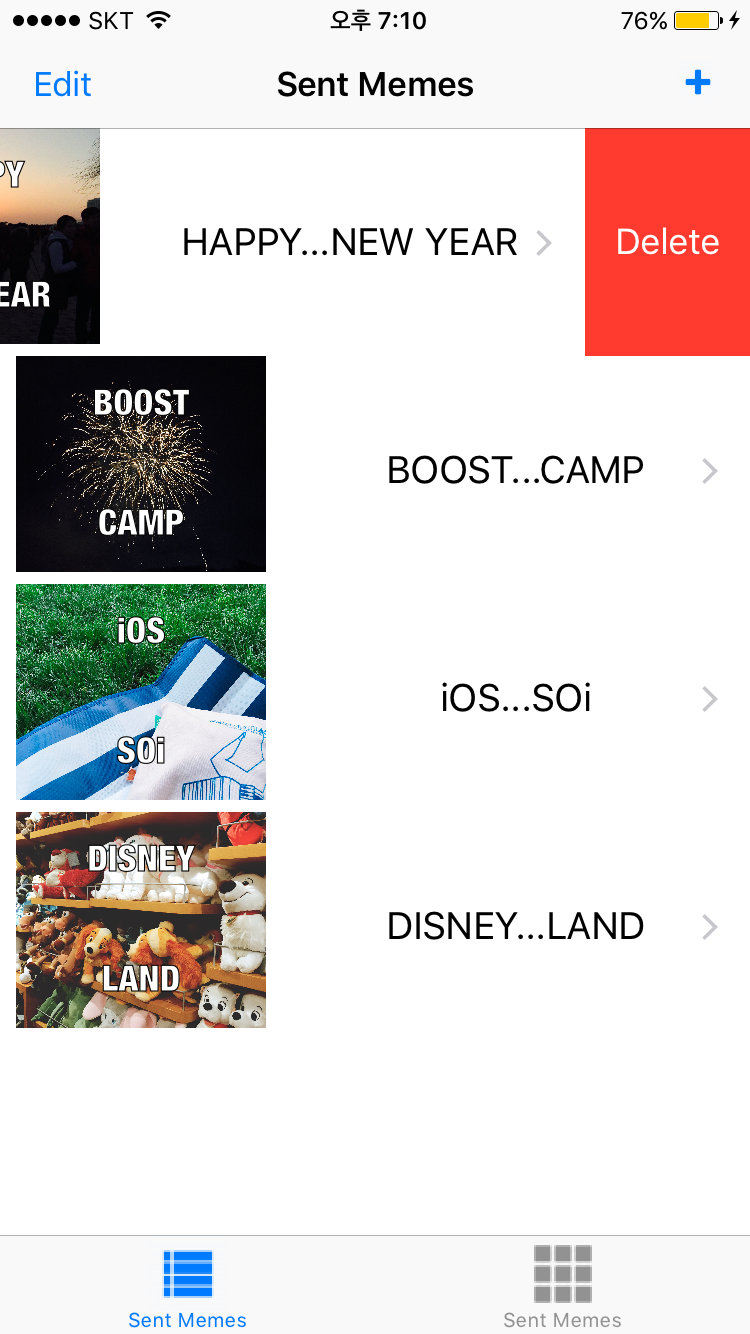 SKT 오후 7:10 76%
Edit Sent Memes +
PY
EAR
HAPPY...NEW YEAR
Delete
BOOST
CAMP
BOOST...CAMP
iOS
SOi
iOS...SOi
DISNEY
LAND
DISNEY...LAND
Sent Memes Sent Memes